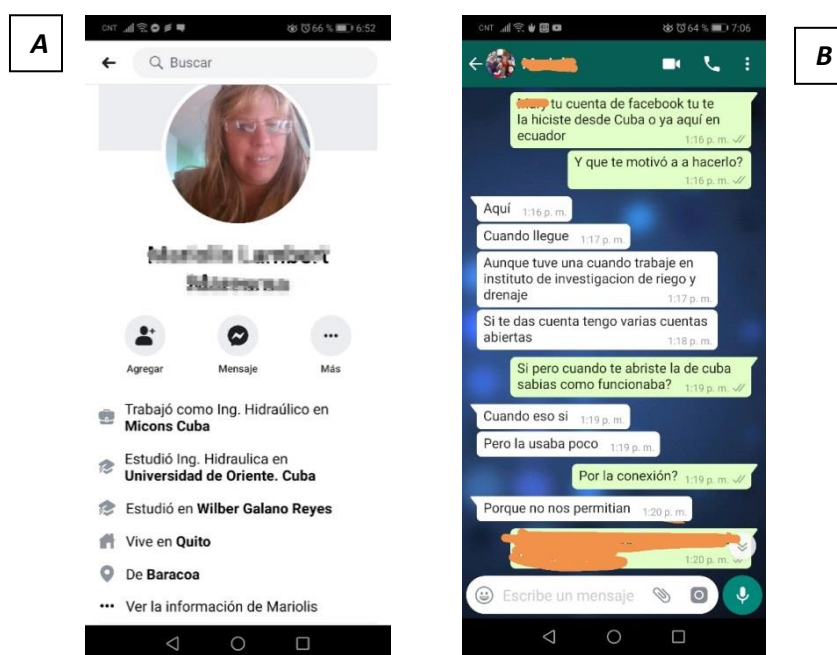 A
CNT 66 % 6:52
Buscar
Agregar Mensaje Más
Trabajó como Ing. Hidraúlico en
Micons Cuba
Estudió Ing. Hidraulica en
Universidad de Oriente. Cuba
Estudió en Wilber Galano Reyes
Vive en Quito
De Baracoa
Ver la información de Mariolis
CNT 64 % 7:06
B
tu cuenta de facebook tu te
la hiciste desde Cuba o ya aquí en
ecuador
1:16 p. m.
Y que te motivó a a hacerlo?
1:16 p. m.
Aquí 1:16 p. m.
Cuando llegue 1:17 p. m.
Aunque tuve una cuando trabaje en
instituto de investigacion de riego y
drenaje
1:17 p. m.
Si te das cuenta tengo varias cuentas
abiertas
1:18 p. m.
Si pero cuando te abriste la de cuba
sabias como funcionaba? 1:19 p. m.
Cuando eso si 1:19 p. m.
Pero la usaba poco 1:19 p. m.
Por la conexión? 1:19 p. m.
Porque no nos permitian 1:20 p. m.
1:20 p. m.
Escribe un mensaje